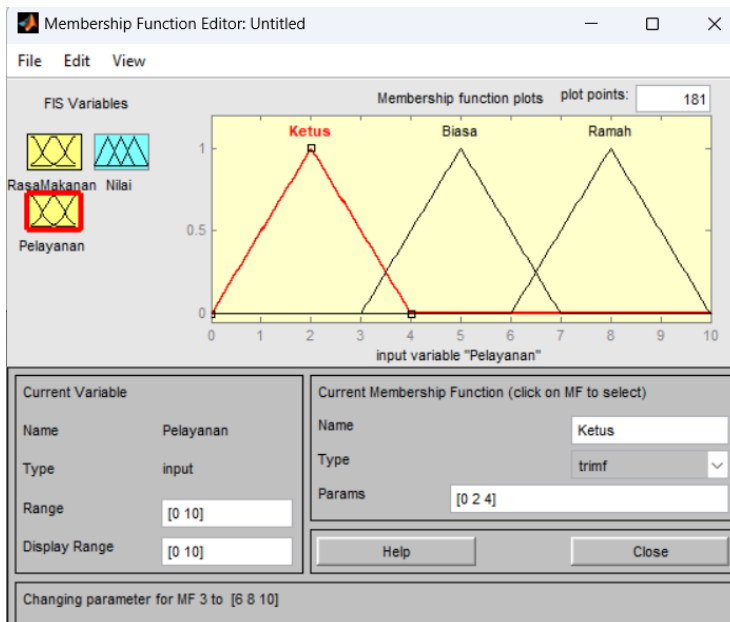 Membership Function Editor: Untitled
File Edit View
FIS Variables
RasaMakanan Nilai
Pelayanan
Membership function plots plot points: 181
Ketus Biasa Ramah
1
0.5
0
0 1 2 3 4 5 6 7 8 9 10
input variable "Pelayanan"
Current Variable
Name Pelayanan
Type input
Range [0 10]
Display Range [0 10]
Current Membership Function (click on MF to select)
Name Ketus
Type trimf
Params [0 2 4]
Help Close
Changing parameter for MF 3 to [6 8 10]